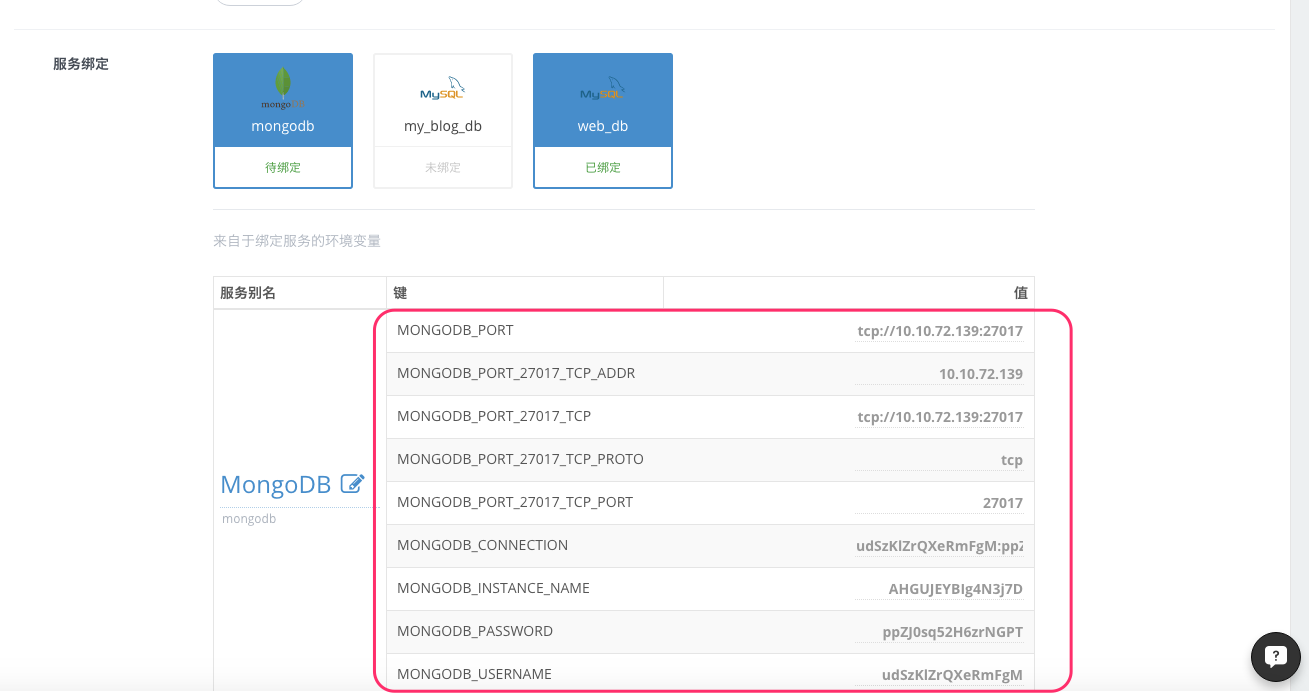 服务绑定
mongoDB
mongodb
待绑定
MySQL
my_blog_db
未绑定
MySQL
web_db
已绑定
来自于绑定服务的环境变量
服务别名 键 值
MONGODB_PORT tcp://10.10.72.139:27017
MONGODB_PORT_27017_TCP_ADDR 10.10.72.139
MONGODB_PORT_27017_TCP tcp://10.10.72.139:27017
MONGODB_PORT_27017_TCP_PROTO tcp
MongoDB
mongodb
MONGODB_PORT_27017_TCP_PORT 27017
MONGODB_CONNECTION udSzKlZrQXeRmFgM:ppZ
MONGODB_INSTANCE_NAME AHGUJEYBIg4N3j7D
MONGODB_PASSWORD ppZJ0sq52H6zrNGPT
MONGODB_USERNAME udSzKlZrQXeRmFgM
?